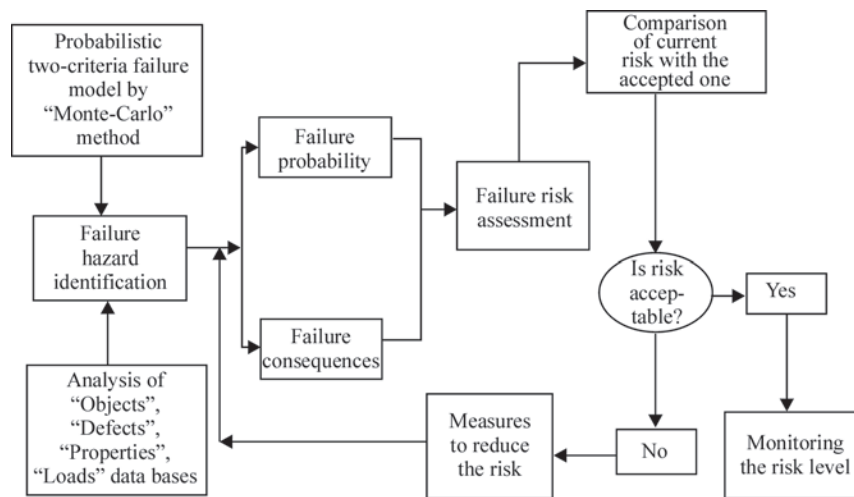 Probabilistic
two-criteria failure
model by
“Monte-Carlo”
method
Failure
hazard
identification
Analysis of
“Objects”,
“Defects”,
“Properties”,
“Loads” data bases
Failure
probability
Failure
consequences
Failure risk
assessment
Comparison
of current
risk with the
accepted one
Is risk
accep-
table?
Yes
No
Measures
to reduce
the risk
Monitoring
the risk level